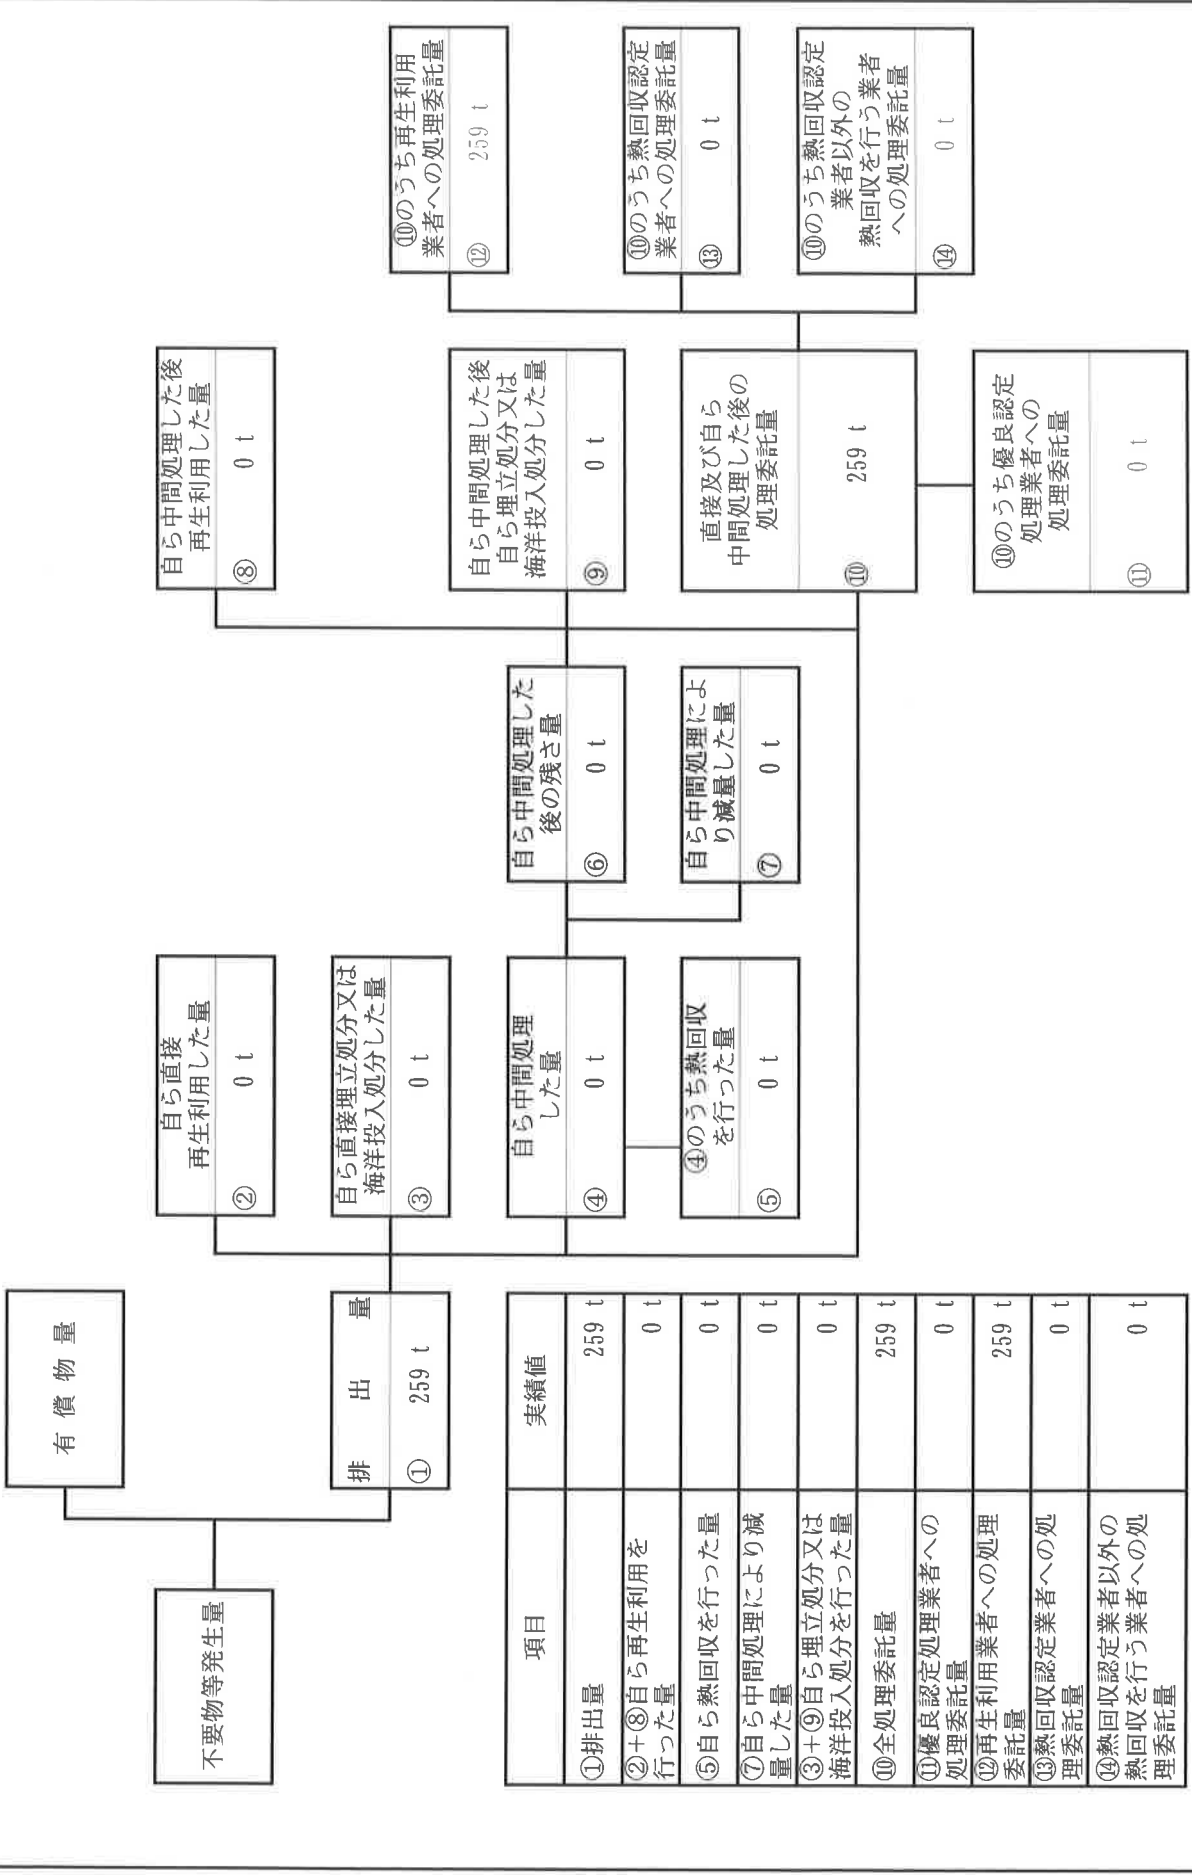 有償物量
不要物等発生量
排出量
① 259 t
自ら直接
再生利用した量
② 0 t
自ら直接埋立処分又は
海洋投入処分した量
③ 0 t
自ら中間処理
した量
④ 0 t
④のうち熱回収
を行った量
⑤ 0 t
自ら中間処理した
後の残さ量
⑥ 0 t
自ら中間処理によ
り減量した量
⑦ 0 t
自ら中間処理した後
再生利用した量
⑧ 0 t
自ら中間処理した後
自ら埋立処分又は
海洋投入処分した量
⑨ 0 t
直接及び自ら
中間処理した後の
処理委託量
⑩ 259 t
⑩のうち優良認定
処理業者への
処理委託量
⑪ 0 t
⑩のうち再生利用
業者への処理委託量
⑫ 259 t
⑩のうち熱回収認定
業者への処理委託量
⑬ 0 t
⑩のうち熱回収認定
業者以外の
熱回収を行う業者
への処理委託量
⑭ 0 t
項目 実績値
①排出量 259 t
②+⑧自ら再生利用を
行った量 0 t
⑤自ら熱回収を行った量 0 t
⑦自ら中間処理により減
量した量 0 t
③+⑨自ら埋立処分又は
海洋投入処分を行った量 0 t
⑩全処理委託量 259 t
⑪優良認定処理業者への
処理委託量 0 t
⑫再生利用業者への処理
委託量 259 t
⑬熱回収認定業者への処
理委託量 0 t
⑭熱回収認定業者以外の
熱回収を行う業者への処
理委託量 0 t